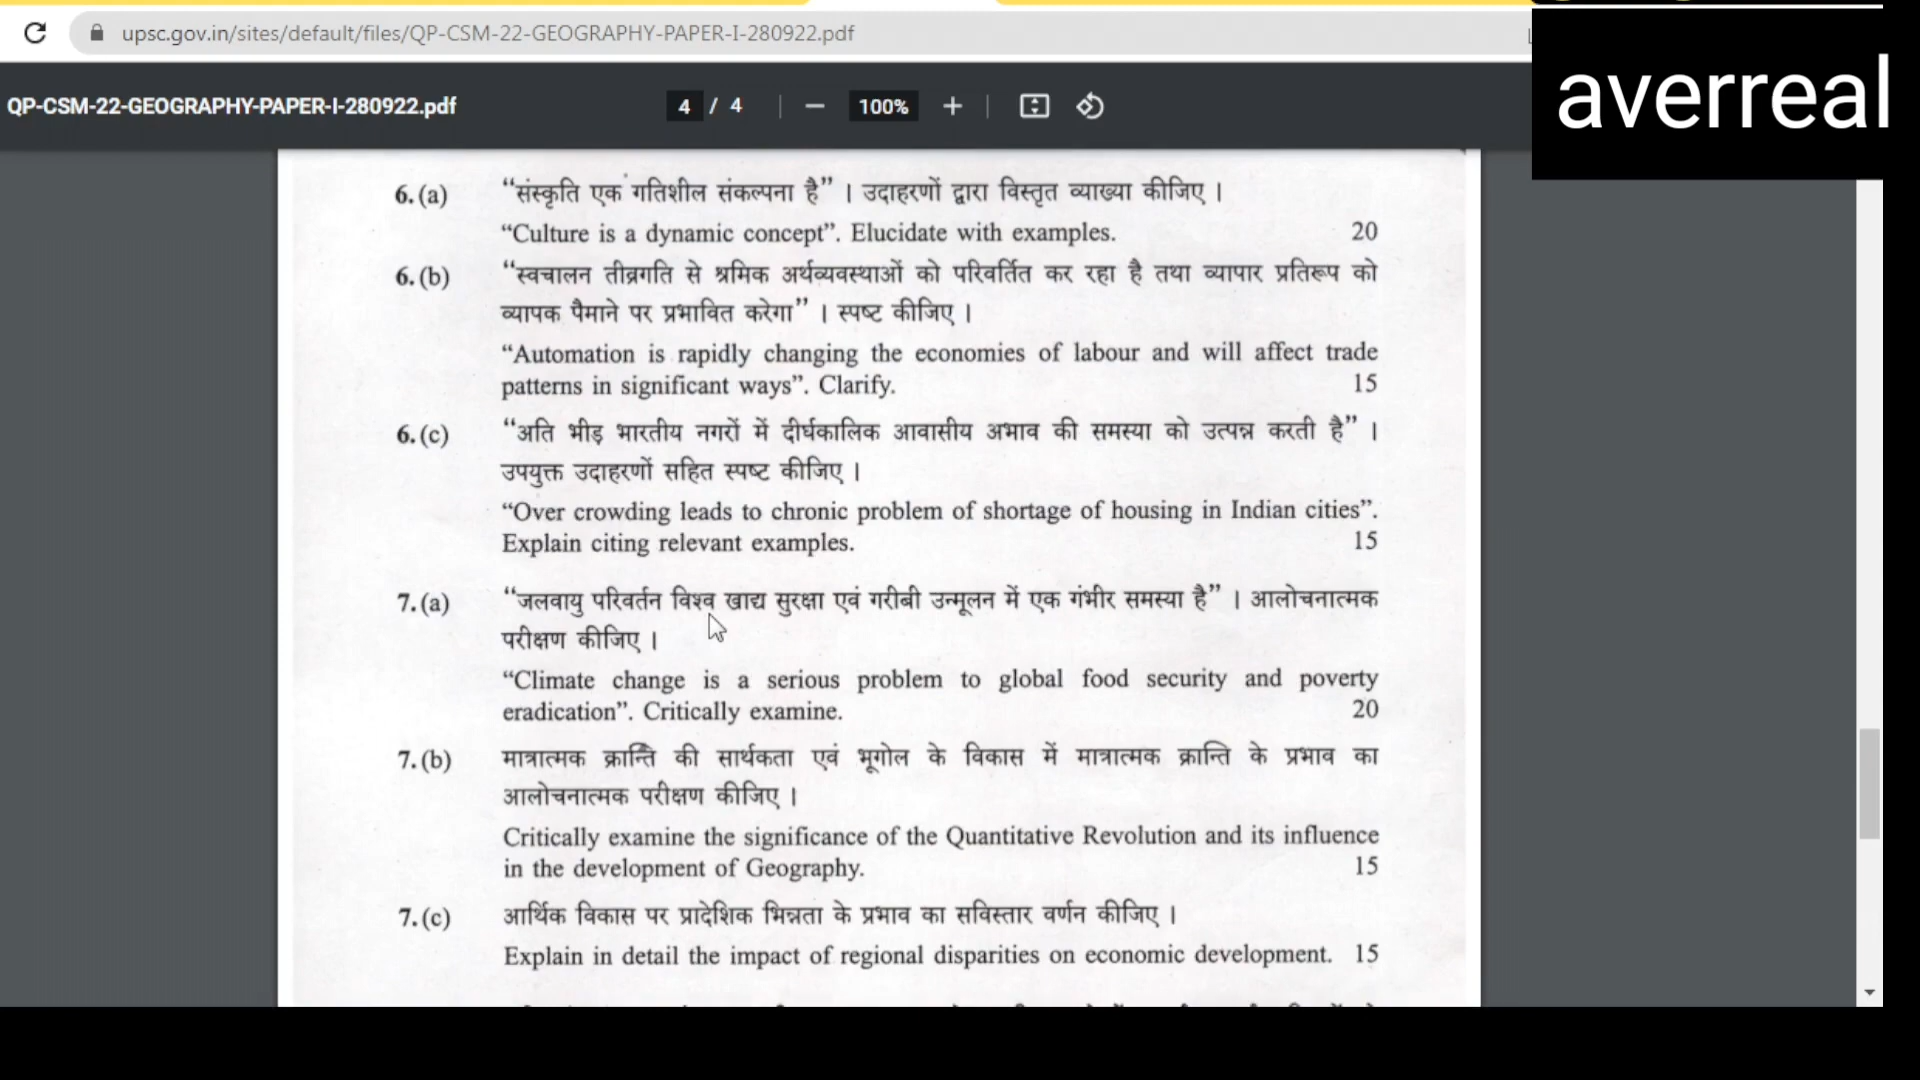 upsc.gov.in/sites/default/files/QP-CSM-22-GEOGRAPHY-PAPER-I-280922.pdf
averreal
QP-CSM-22-GEOGRAPHY-PAPER-I-280922.pdf 4 / 4 100%
6.(a) “संस्कृति एक गतिशील संकल्पना है” । उदाहरणों द्वारा विस्तृत व्याख्या कीजिए ।
“Culture is a dynamic concept”. Elucidate with examples. 20
6.(b) “स्वचालन तीव्रगति से श्रमिक अर्थव्यवस्थाओं को परिवर्तित कर रहा है तथा व्यापार प्रतिरूप को
व्यापक पैमाने पर प्रभावित करेगा” । स्पष्ट कीजिए ।
“Automation is rapidly changing the economies of labour and will affect trade
patterns in significant ways”. Clarify. 15
6.(c) “अति भीड़ भारतीय नगरों में दीर्घकालिक आवासीय अभाव की समस्या को उत्पन्न करती है” ।
उपयुक्त उदाहरणों सहित स्पष्ट कीजिए ।
“Over crowding leads to chronic problem of shortage of housing in Indian cities”.
Explain citing relevant examples. 15
7.(a) “जलवायु परिवर्तन विश्व खाद्य सुरक्षा एवं गरीबी उन्मूलन में एक गंभीर समस्या है” । आलोचनात्मक
परीक्षण कीजिए ।
“Climate change is a serious problem to global food security and poverty
eradication”. Critically examine. 20
7.(b) मात्रात्मक क्रान्ति की सार्थकता एवं भूगोल के विकास में मात्रात्मक क्रान्ति के प्रभाव का
आलोचनात्मक परीक्षण कीजिए ।
Critically examine the significance of the Quantitative Revolution and its influence
in the development of Geography. 15
7.(c) आर्थिक विकास पर प्रादेशिक भिन्नता के प्रभाव का सविस्तार वर्णन कीजिए ।
Explain in detail the impact of regional disparities on economic development. 15